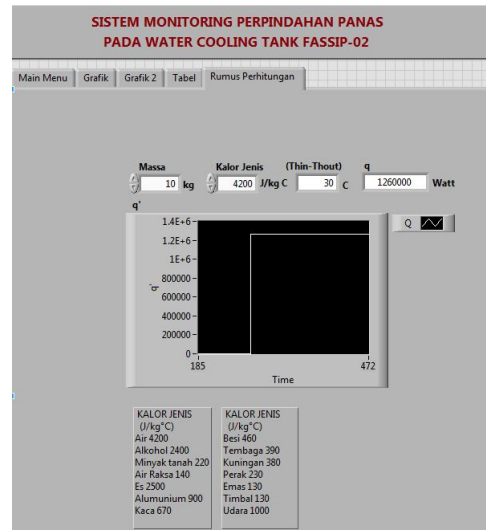 SISTEM MONITORING PERPINDAHAN PANAS
PADA WATER COOLING TANK FASSIP-02
Main Menu Grafik Grafik 2 Tabel Rumus Perhitungan
Massa Kalor Jenis (Thin-Thout) q
10 kg 4200 J/kg C 30 C 1260000 Watt
q'
Q
1.4E+6
1.2E+6
1E+6
800000
600000
400000
200000
0
q'
185 472
Time
KALOR JENIS
(J/kg°C)
Air 4200
Alkohol 2400
Minyak tanah 220
Air Raksa 140
Es 2500
Alumunium 900
Kaca 670
KALOR JENIS
(J/kg°C)
Besi 460
Tembaga 390
Kuningan 380
Perak 230
Emas 130
Timbal 130
Udara 1000